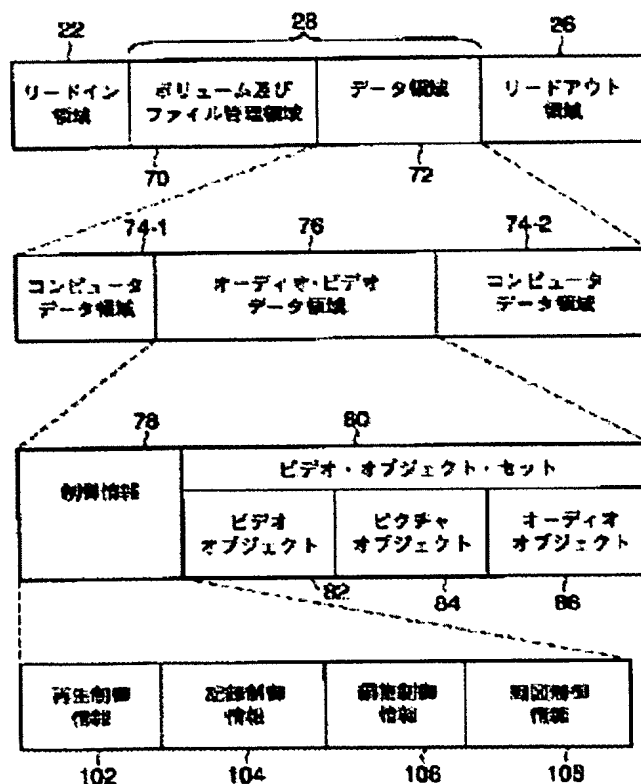 22
28
26
リードイン
領域
ボリューム及び
ファイル管理領域
データ領域
リードアウト
領域
70
72
74-1
76
74-2
コンピュータ
データ領域
オーディオ・ビデオ
データ領域
コンピュータ
データ領域
78
80
制御情報
ビデオ・オブジェクト・セット
ビデオ
オブジェクト
ピクチャ
オブジェクト
オーディオ
オブジェクト
82
84
86
再生制御
情報
記録制御
情報
編集制御
情報
情報
102
104
106
108